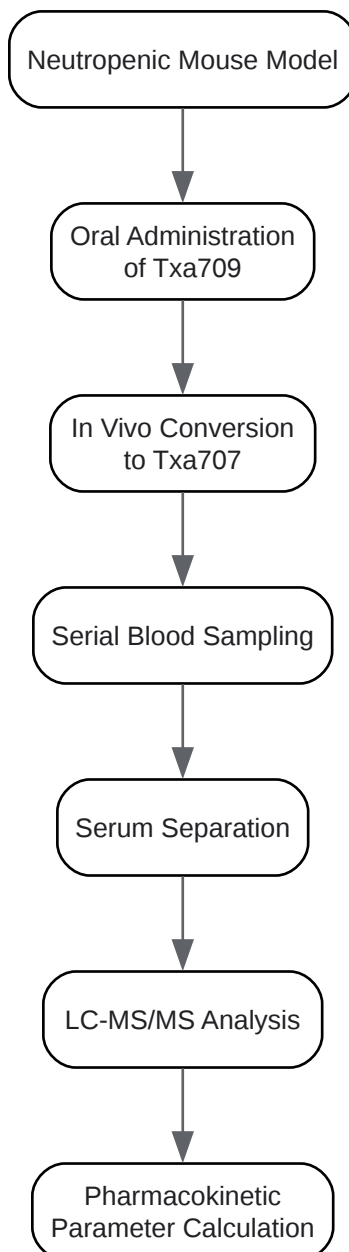 Neutropenic Mouse Model
Oral Administration
of Txa709
In Vivo Conversion
to Txa707
Serial Blood Sampling
Serum Separation
LC-MS/MS Analysis
Pharmacokinetic
Parameter Calculation